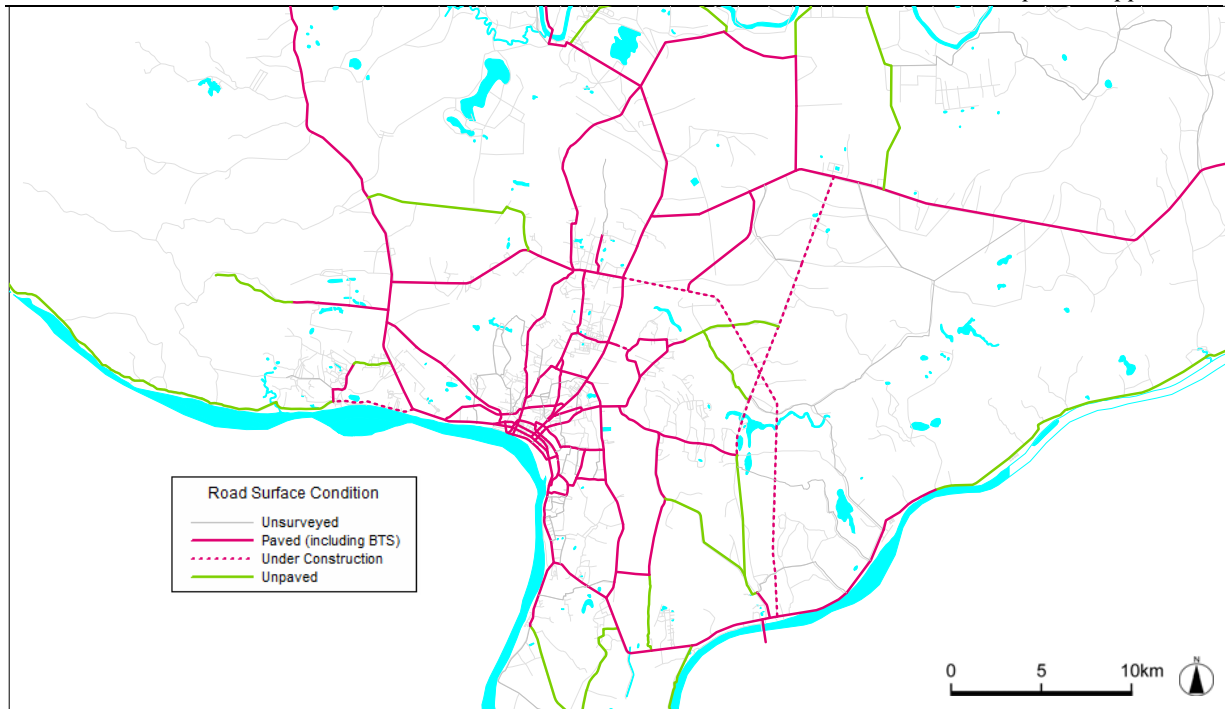 Road Surface Condition
Unsurveyed
Paved (including BTS)
Under Construction
Unpaved
0 5 10km
N